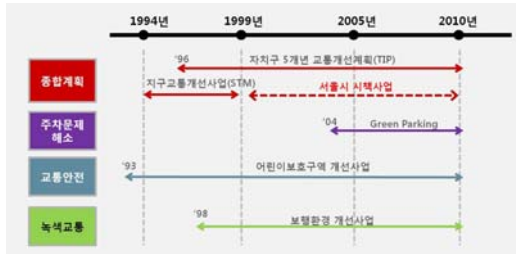 1994년 1999년 2005년 2010년
종합계획
'96 자치구 5개년 교통개선계획(TIP)
지구교통개선사업(STM) 서울시 시책사업
주차문제
해소
'04 Green Parking
교통안전
'93 어린이보호구역 개선사업
녹색교통
'98 보행환경 개선사업